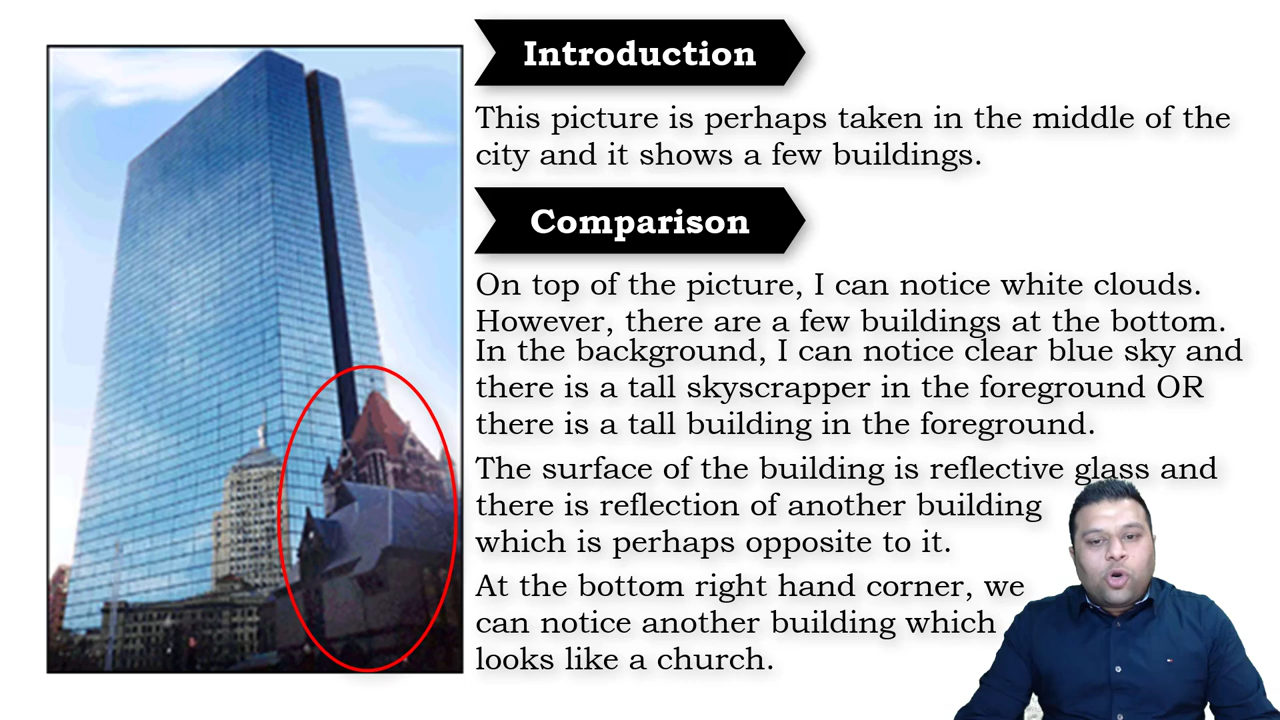 Introduction
This picture is perhaps taken in the middle of the
city and it shows a few buildings.
Comparison
On top of the picture, I can notice white clouds.
However, there are a few buildings at the bottom.
In the background, I can notice clear blue sky and
there is a tall skyscrapper in the foreground OR
there is a tall building in the foreground.
The surface of the building is reflective glass and
there is reflection of another building
which is perhaps opposite to it.
At the bottom right hand corner, we
can notice another building which
looks like a church.